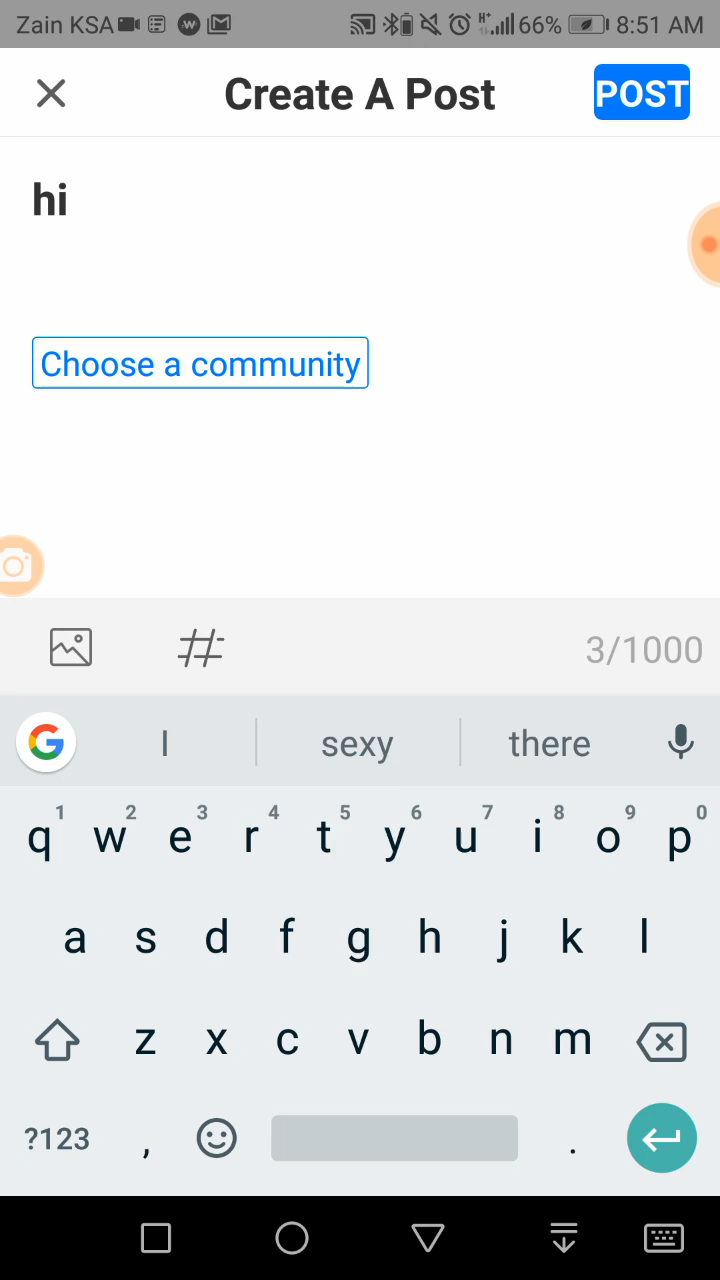 Zain KSA 66% 8:51 AM
Create A Post POST
hi
Choose a community
3/1000
I sexy there
1 2 3 4 5 6 7 8 9 0
q w e r t y u i o p
a s d f g h j k l
z x c v b n m
?123 , .